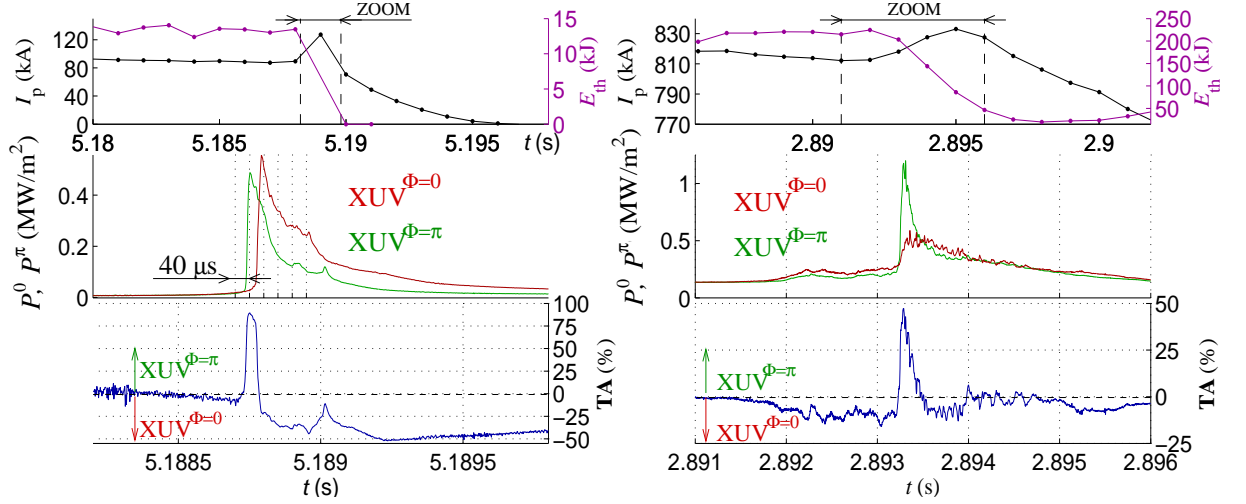 ZOOM
I_p (kA)
120
80
40
0
15
10
5
0
E_th (kJ)
5.18 5.185 5.19 5.195
t (s)
P,^0 P^π (MW/m²)
0.4
0.2
0
XUV^Φ=0
XUV^Φ=π
40 µs
XUV^Φ=π
XUV^Φ=0
100
75
50
25
0
−25
−50
TA (%)
5.1885 5.189 5.1895
t (s)
ZOOM
I_p (kA)
830
810
790
770
250
200
150
100
50
E_th (kJ)
2.89 2.895 2.9
P,^0 P^π (MW/m²)
1
0.5
0
XUV^Φ=0
XUV^Φ=π
XUV^Φ=π
XUV^Φ=0
50
25
0
−25
TA (%)
2.891 2.892 2.893 2.894 2.895 2.896
t (s)